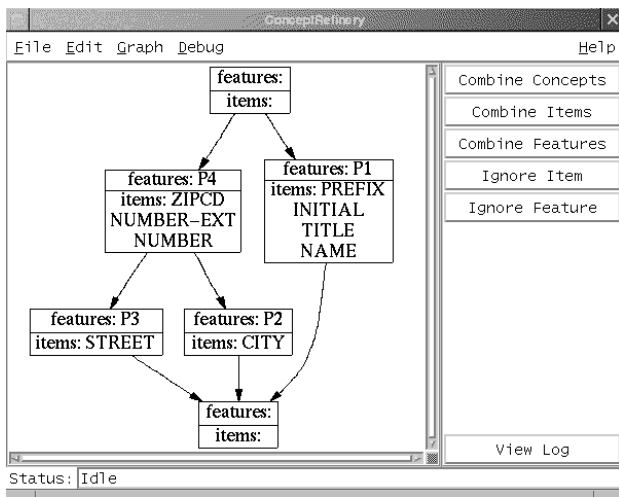 ConceptRefinery
File Edit Graph Debug Help
features:
items:
Combine Concepts
Combine Items
Combine Features
Ignore Item
Ignore Feature
features: P4
items: ZIPCD
NUMBER-EXT
NUMBER
features: P1
items: PREFIX
INITIAL
TITLE
NAME
features: P3
items: STREET
features: P2
items: CITY
features:
items:
View Log
Status: Idle